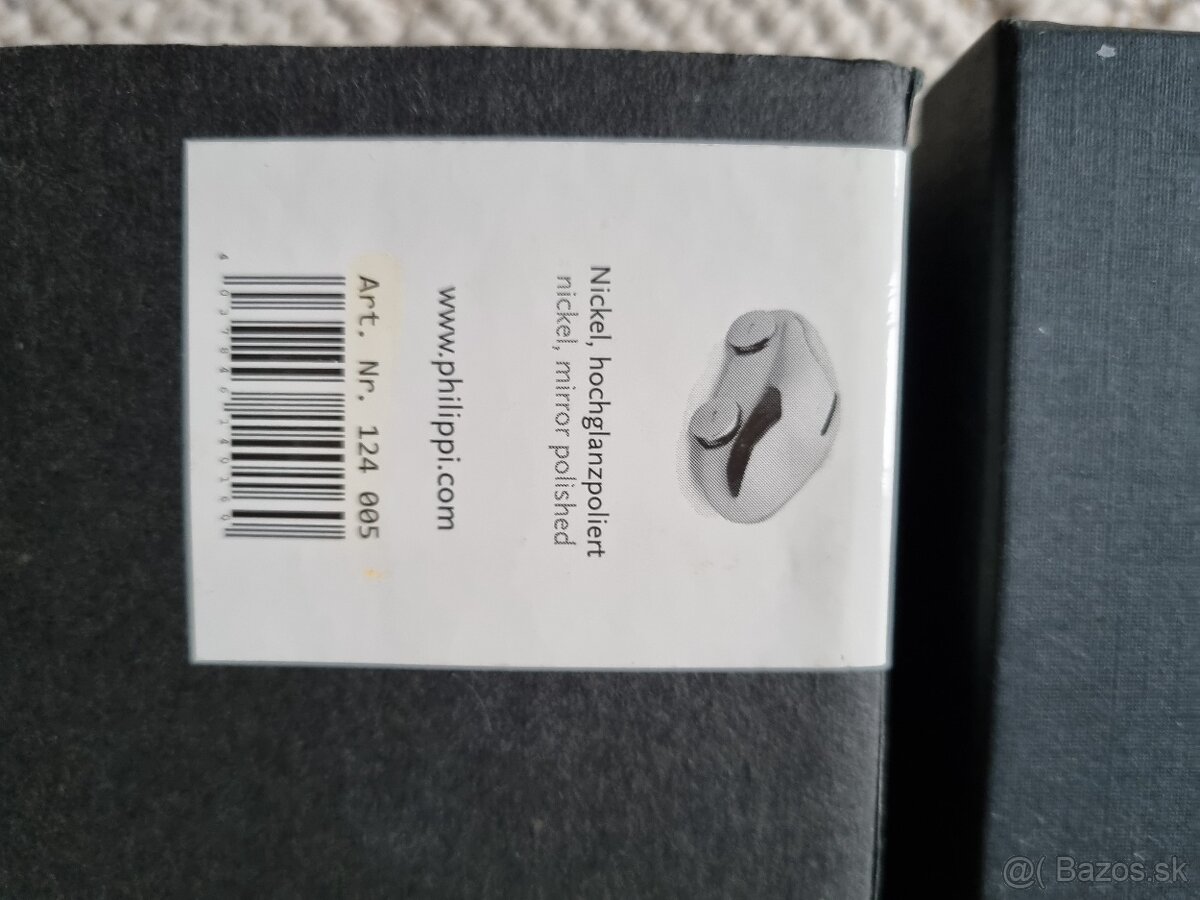 Nickel, hochglanzpoliert
nickel, mirror polished
www.philippi.com
Art. Nr. 124 005
@( Bazos.sk